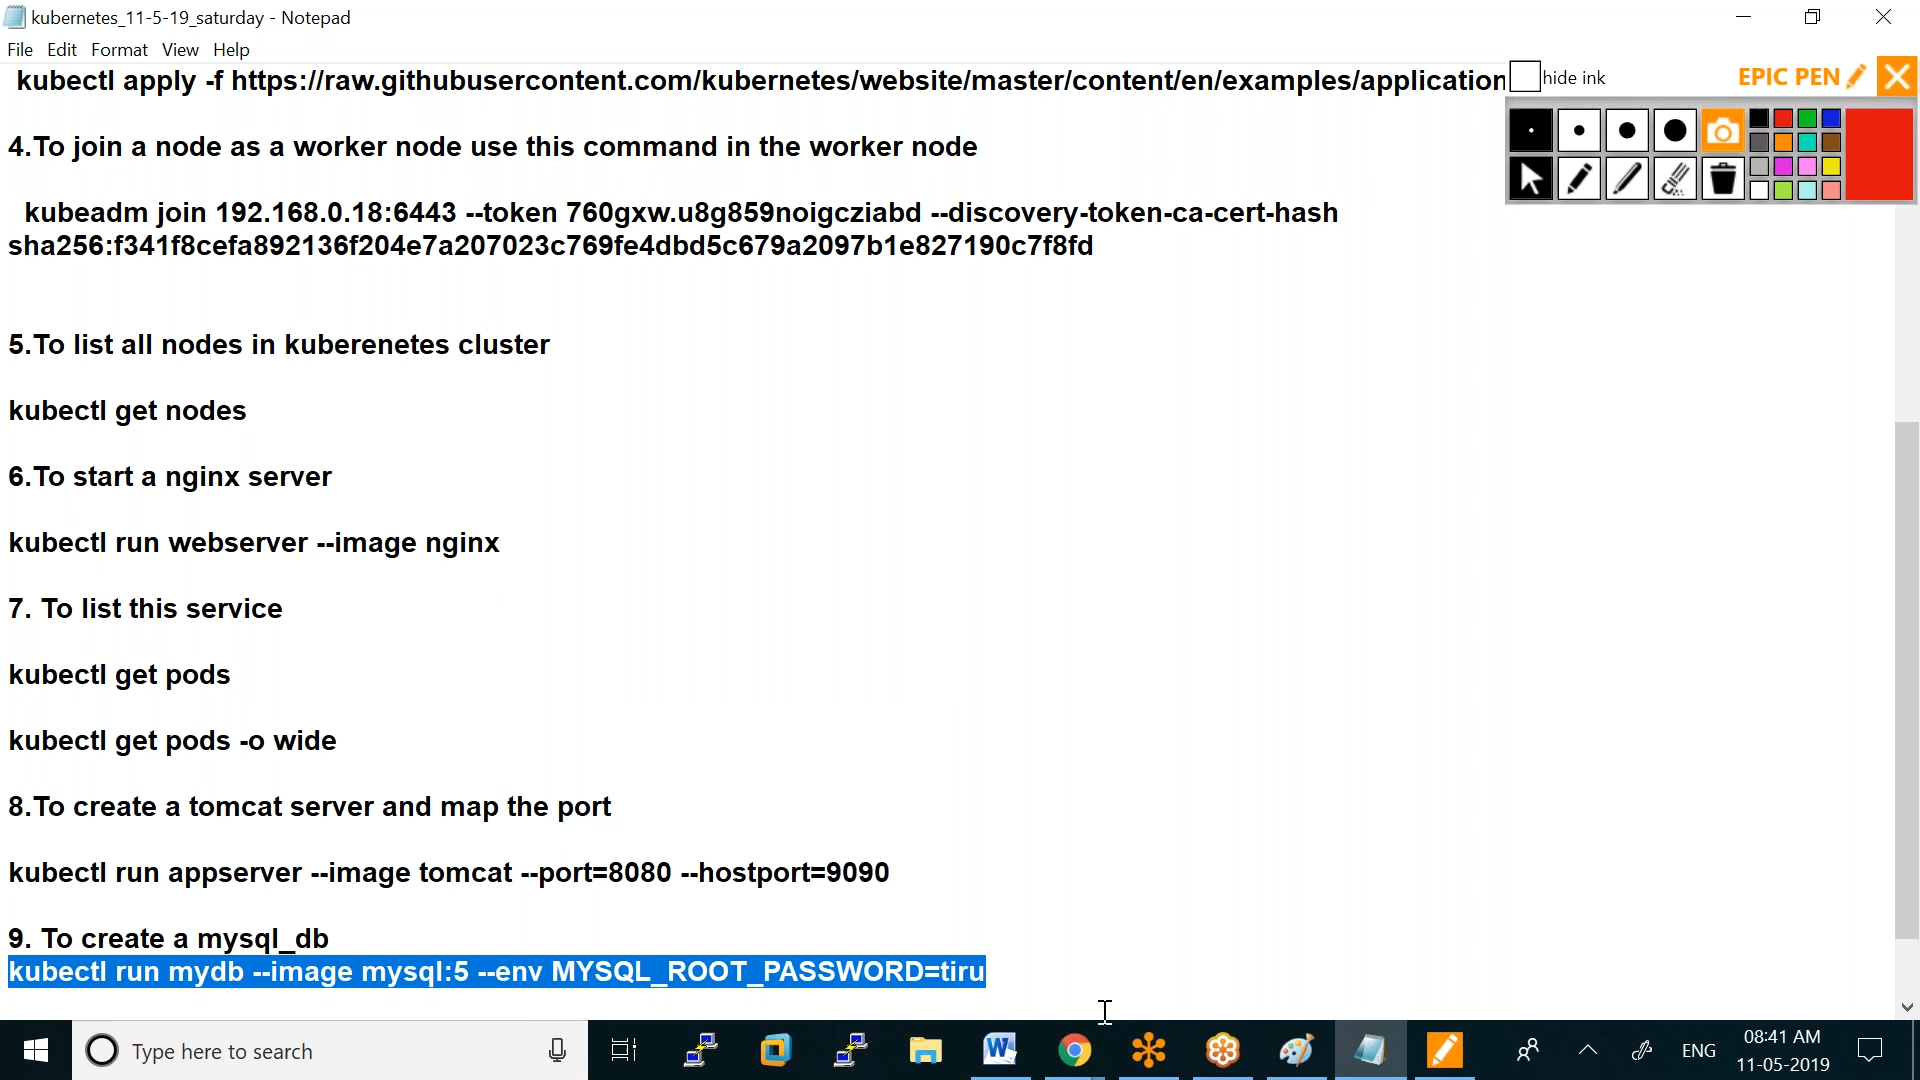 kubernetes_11-5-19_saturday - Notepad
File Edit Format View Help
kubectl apply -f https://raw.githubusercontent.com/kubernetes/website/master/content/en/examples/application
hide ink
EPIC PEN
4.To join a node as a worker node use this command in the worker node
kubeadm join 192.168.0.18:6443 --token 760gxw.u8g859noigcziabd --discovery-token-ca-cert-hash
sha256:f341f8cefa892136f204e7a207023c769fe4dbd5c679a2097b1e827190c7f8fd
5.To list all nodes in kuberenetes cluster
kubectl get nodes
6.To start a nginx server
kubectl run webserver --image nginx
7. To list this service
kubectl get pods
kubectl get pods -o wide
8.To create a tomcat server and map the port
kubectl run appserver --image tomcat --port=8080 --hostport=9090
9. To create a mysql_db
kubectl run mydb --image mysql:5 --env MYSQL_ROOT_PASSWORD=tiru
Type here to search
ENG
08:41 AM
11-05-2019